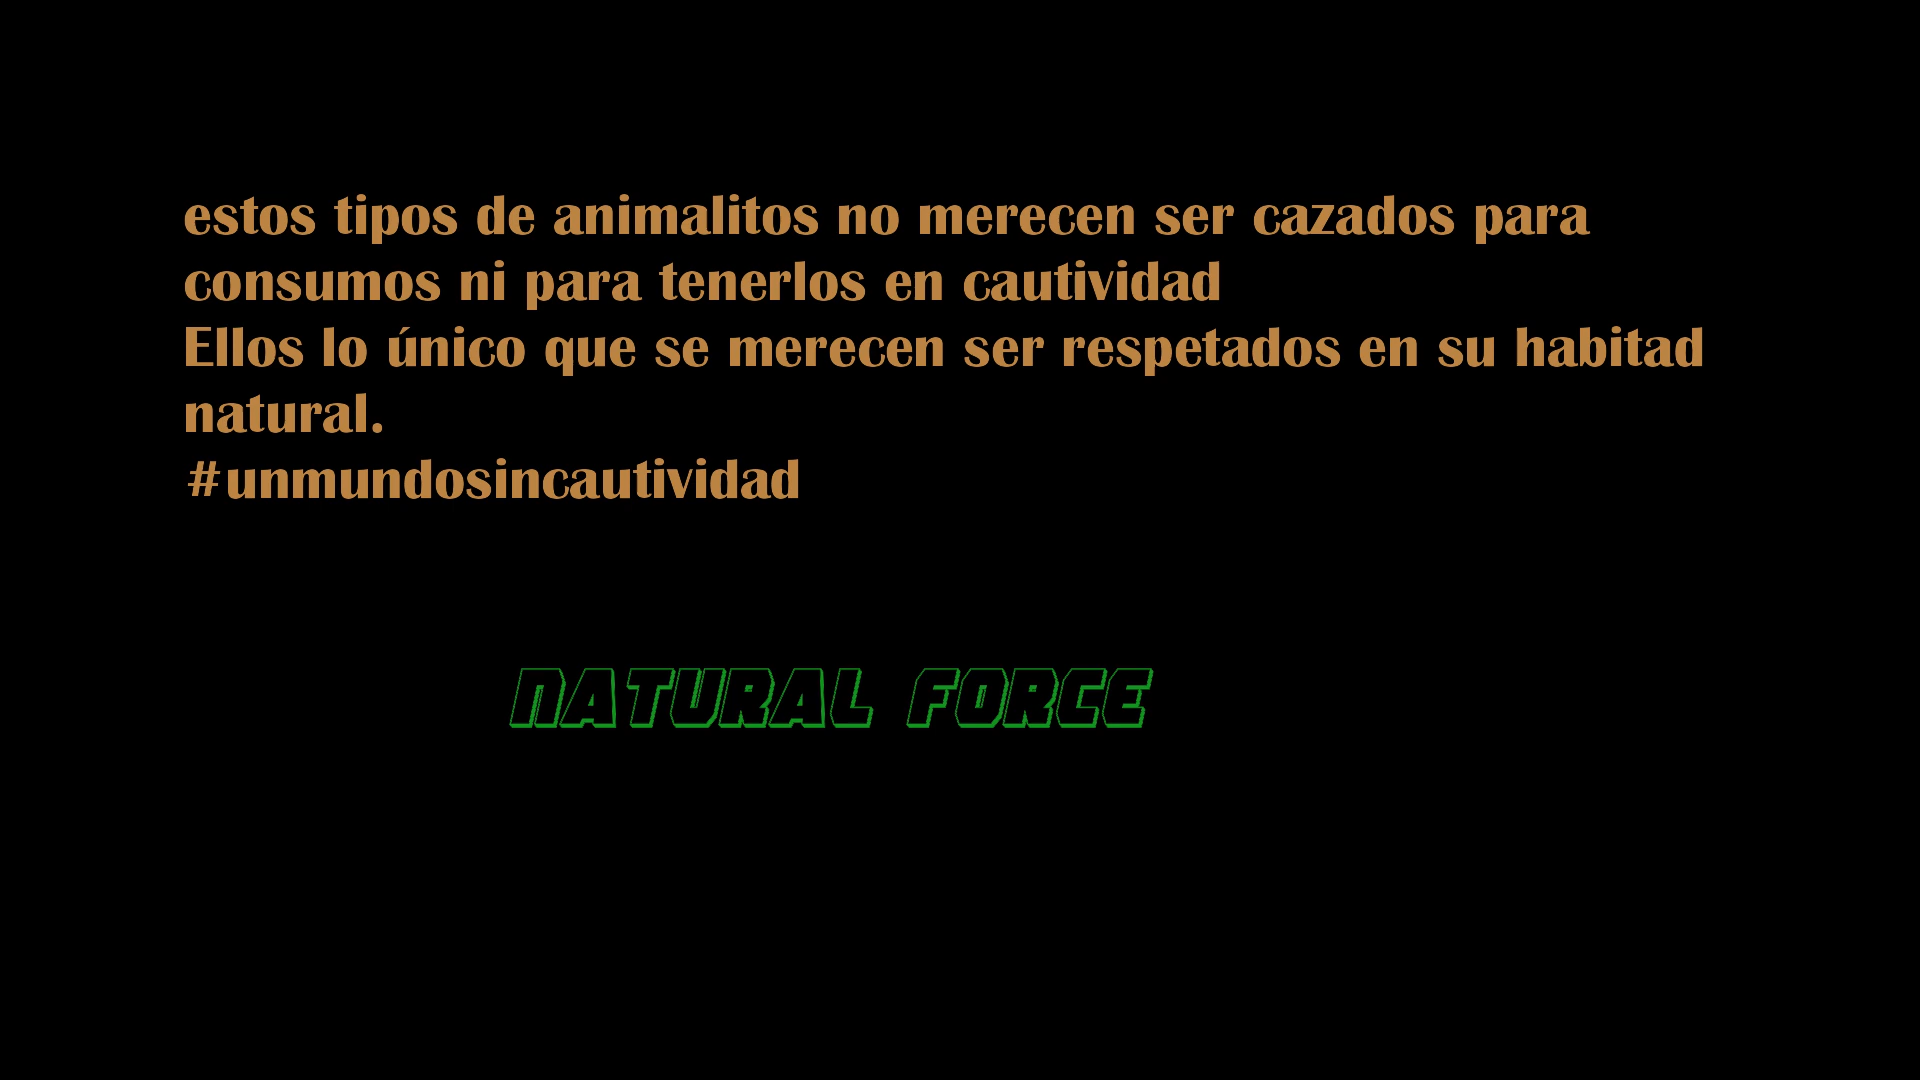 estos tipos de animalitos no merecen ser cazados para
consumos ni para tenerlos en cautividad
Ellos lo único que se merecen ser respetados en su habitad
natural.
#unmundosincautividad
NATURAL FORCE